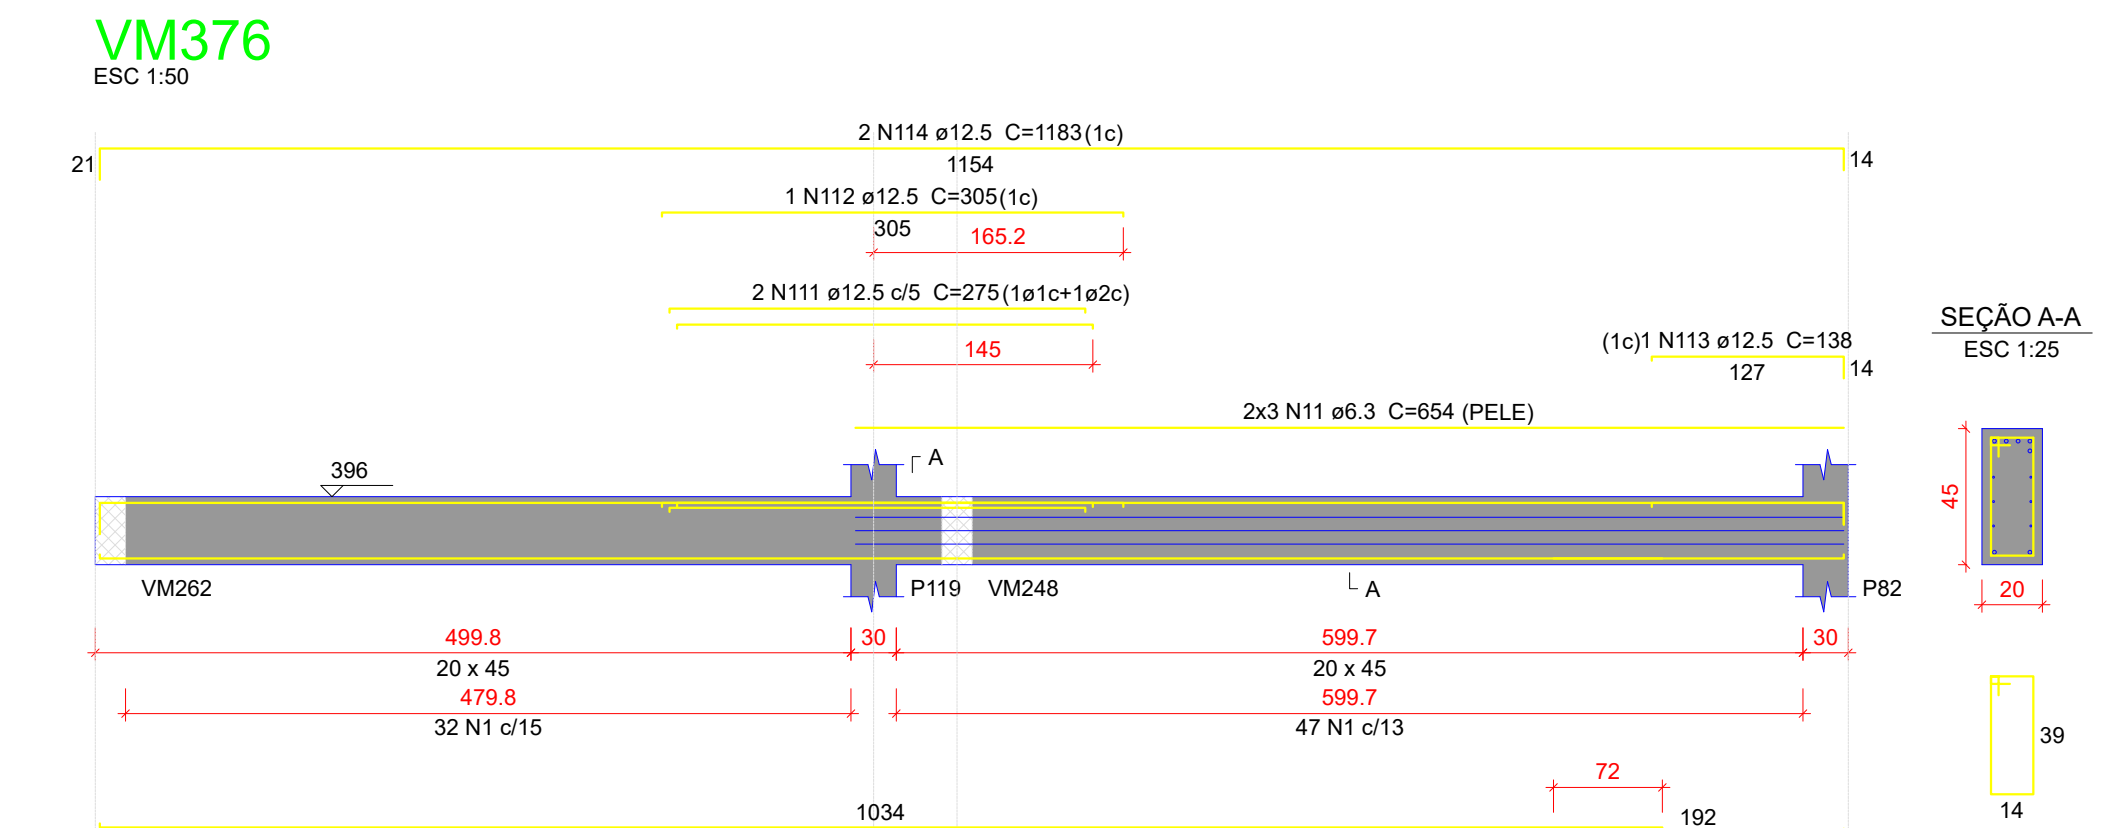 VM376
ESC 1:50
2 N114 ø12.5 C=1183(1c)
21
1154
14
1 N112 ø12.5 C=305(1c)
305
165.2
2 N111 ø12.5 c/5 C=275(1ø1c+1ø2c)
145
(1c)1 N113 ø12.5 C=138
127
14
2x3 N11 ø6.3 C=654 (PELE)
SEÇÃO A-A
ESC 1:25
396
A
45
VM262
P119
VM248
A
P82
20
499.8
30
599.7
30
20 x 45
20 x 45
479.8
599.7
32 N1 c/15
47 N1 c/13
39
14
72
1034
192